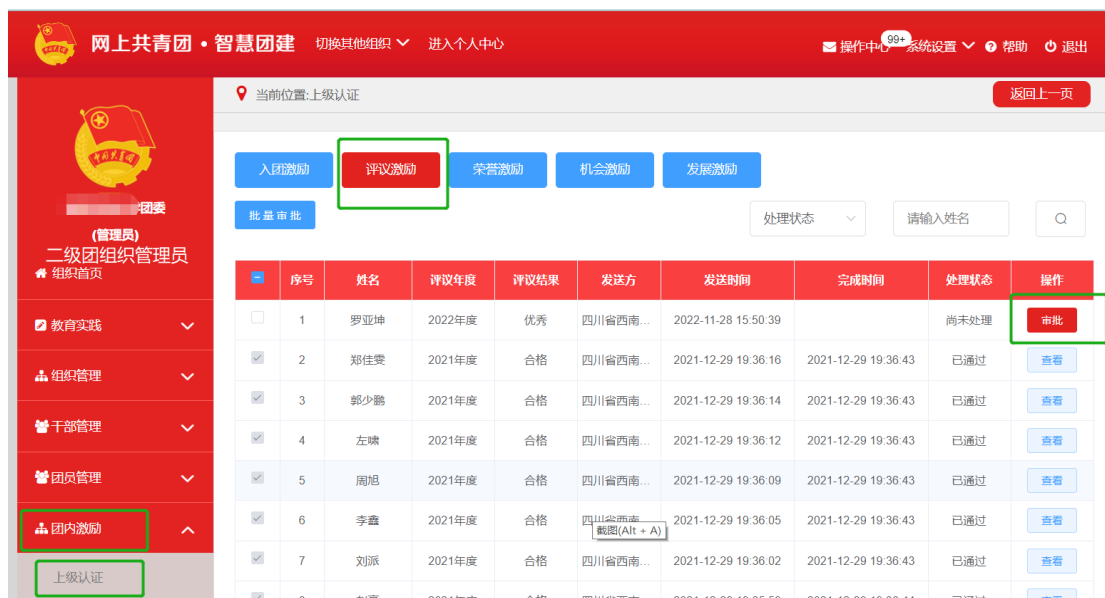 网上共青团·智慧团建 切换其他组织 进入个人中心 操作中心 99+ 系统设置 帮助 退出
当前位置:上级认证 返回上一页
团委
(管理员)
二级团组织管理员
组织首页
教育实践
组织管理
干部管理
团员管理
团内激励
上级认证
入团激励 评议激励 荣誉激励 机会激励 发展激励
批量审批 处理状态 请输入姓名
序号 姓名 评议年度 评议结果 发送方 发送时间 完成时间 处理状态 操作
1 罗亚坤 2022年度 优秀 四川省西南... 2022-11-28 15:50:39 尚未处理 审批
2 郑佳雯 2021年度 合格 四川省西南... 2021-12-29 19:36:16 2021-12-29 19:36:43 已通过 查看
3 郭少鹏 2021年度 合格 四川省西南... 2021-12-29 19:36:14 2021-12-29 19:36:43 已通过 查看
4 左啸 2021年度 合格 四川省西南... 2021-12-29 19:36:12 2021-12-29 19:36:43 已通过 查看
5 周旭 2021年度 合格 四川省西南... 2021-12-29 19:36:09 2021-12-29 19:36:43 已通过 查看
6 李鑫 2021年度 合格 四川省西南... 2021-12-29 19:36:05 2021-12-29 19:36:43 已通过 查看
截图(Alt + A)
7 刘派 2021年度 合格 四川省西南... 2021-12-29 19:36:02 2021-12-29 19:36:43 已通过 查看